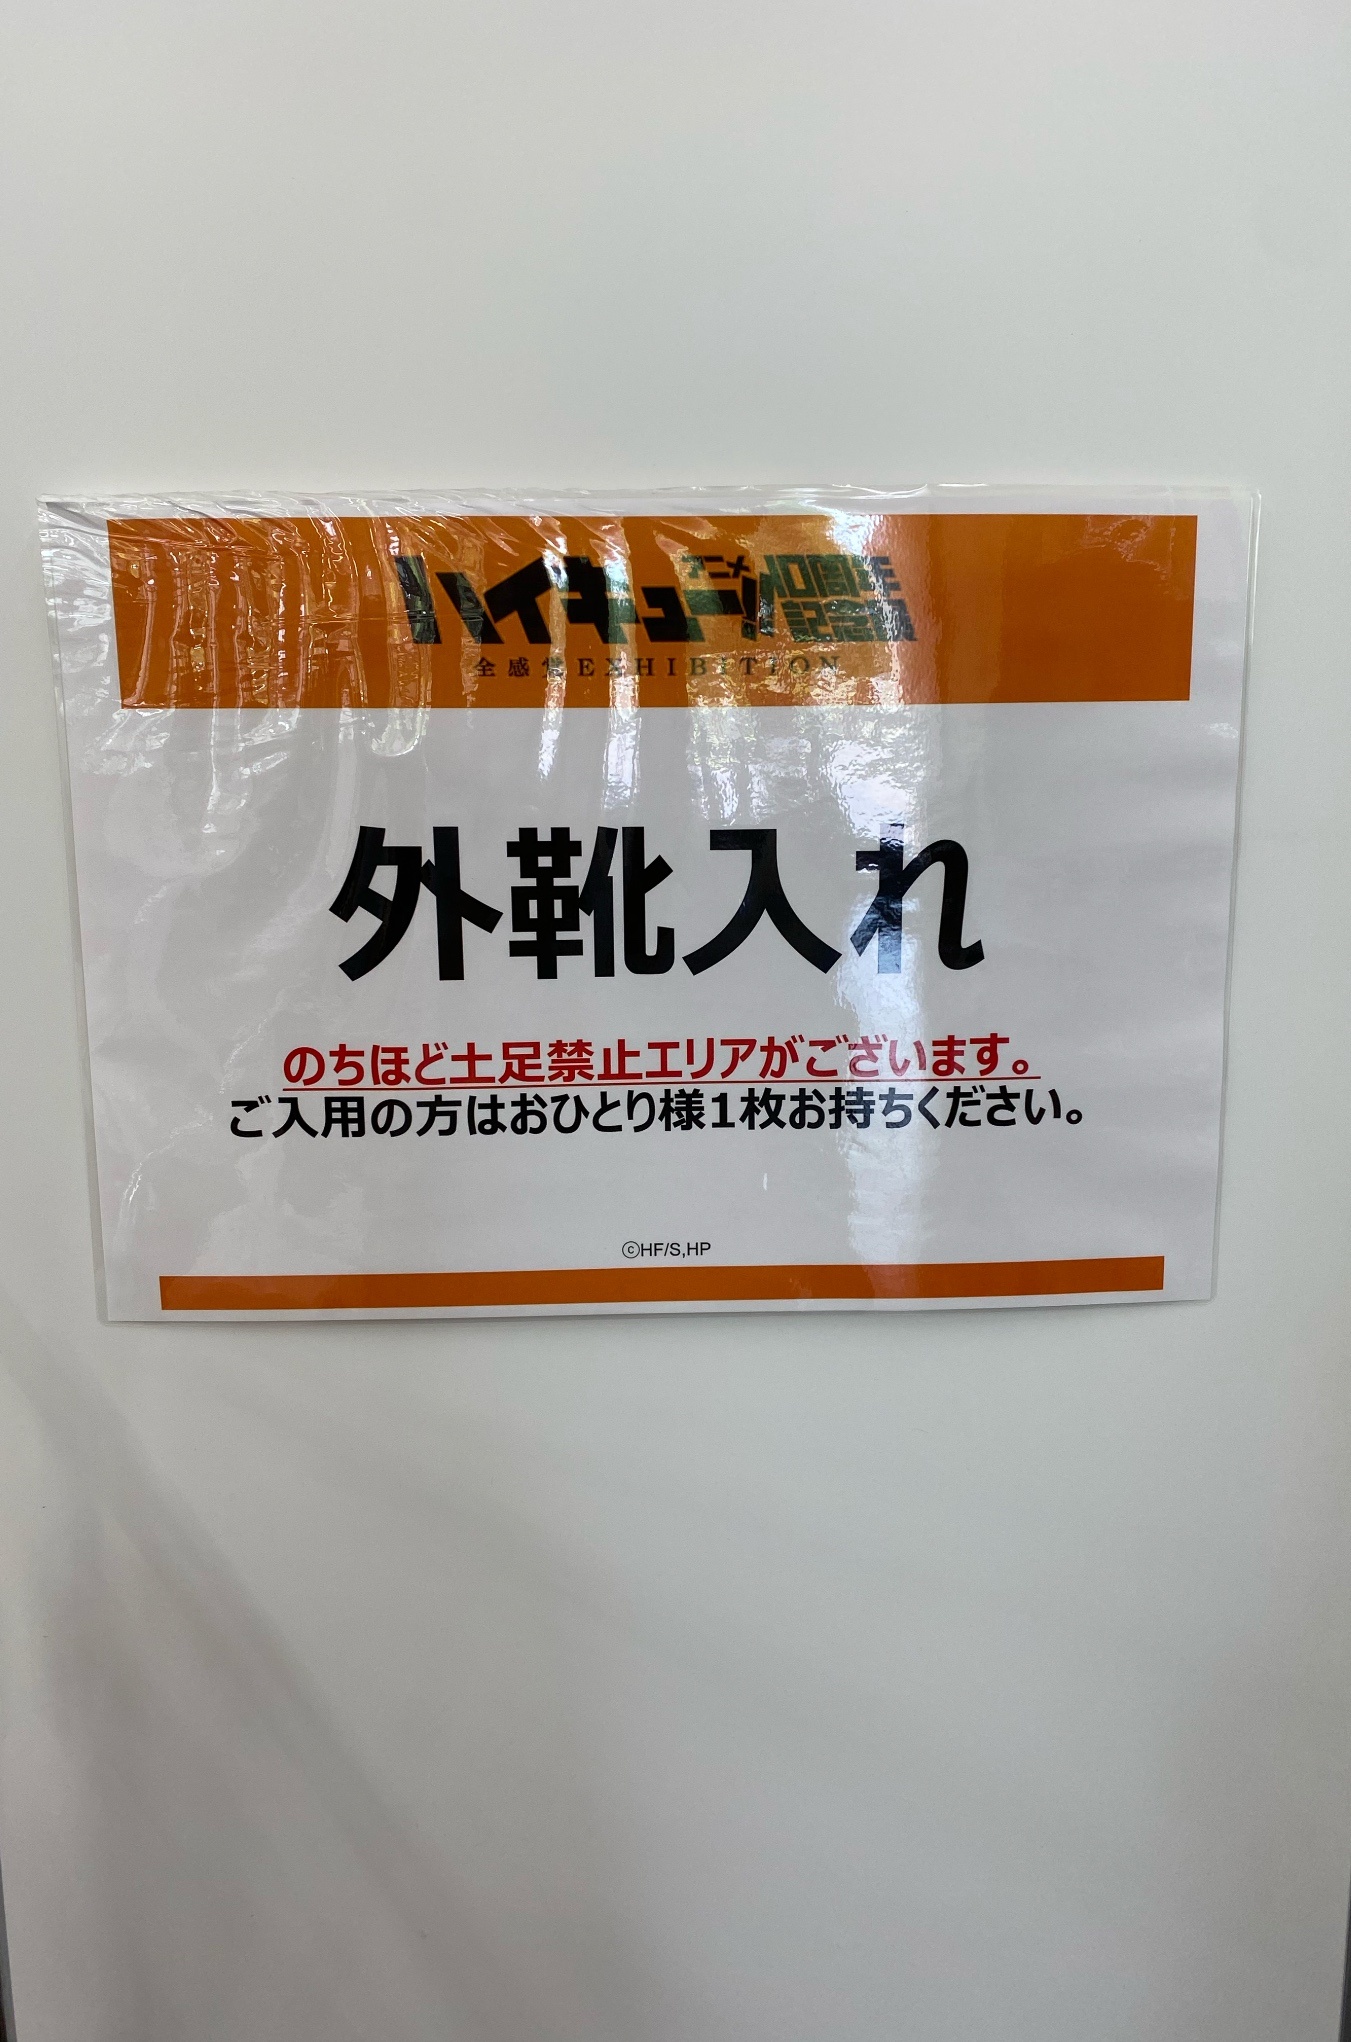 ハイキュー!!
アニメ
10周年
記念展
全感覚EXHIBITION
外靴入れ
のちほど土足禁止エリアがございます。
ご入用の方はおひとり様1枚お持ちください。
©HF/S,HP